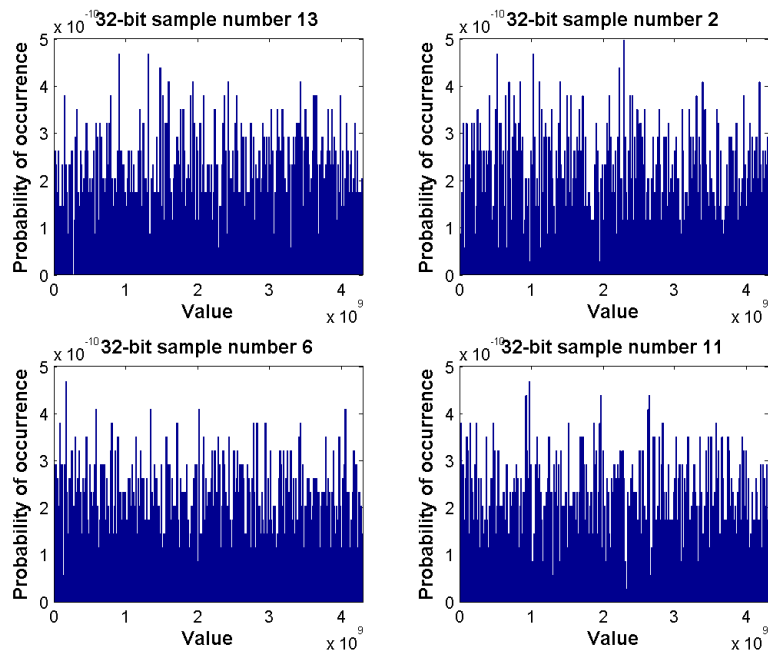 x 10^-10 32-bit sample number 13
5
4
3
2
1
0
Probability of occurrence
0 1 2 3 4
Value
x 10^9
x 10^-10 32-bit sample number 2
5
4
3
2
1
0
Probability of occurrence
0 1 2 3 4
Value
x 10^9
x 10^-10 32-bit sample number 6
5
4
3
2
1
0
Probability of occurrence
0 1 2 3 4
Value
x 10^9
x 10^-10 32-bit sample number 11
5
4
3
2
1
0
Probability of occurrence
0 1 2 3 4
Value
x 10^9